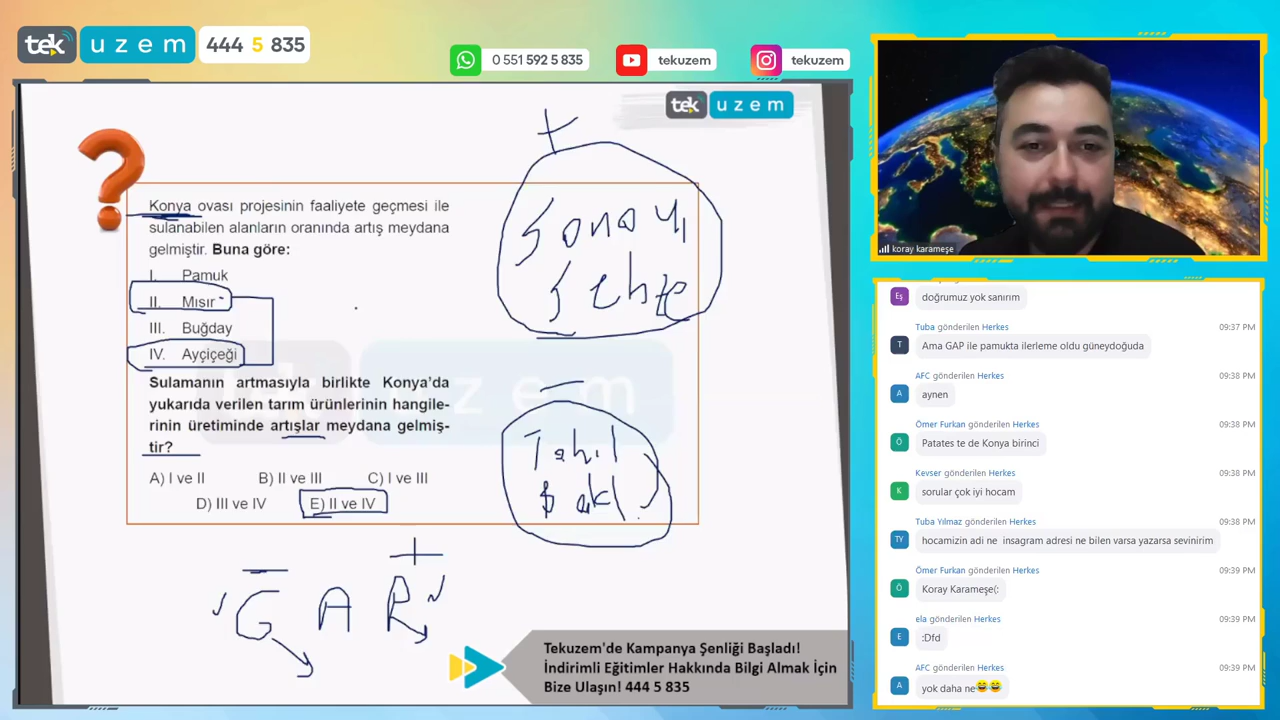 tek uzem 444 5 835
0 551 592 5 835
tekuzem
tekuzem
tek uzem
Konya ovası projesinin faaliyete geçmesi ile
sulanabilen alanların oranında artış meydana
gelmiştir. Buna göre:
I. Pamuk
II. Mısır
III. Buğday
IV. Ayçiçeği
Sulamanın artmasıyla birlikte Konya'da
yukarıda verilen tarım ürünlerinin hangile-
rinin üretiminde artışlar meydana gelmiş-
tir?
A) I ve II B) II ve III C) I ve III
D) III ve IV E) II ve IV
+
Tahıl
G A P
+
Tekuzem'de Kampanya Şenliği Başladı!
İndirimli Eğitimler Hakkında Bilgi Almak İçin
Bize Ulaşın! 444 5 835
koray karameşe
Eş
doğrumuz yok sanırım
Tuba gönderilen Herkes 09:37 PM
T
Ama GAP ile pamukta ilerleme oldu güneydoğuda
AFC gönderilen Herkes 09:38 PM
A
aynen
Ömer Furkan gönderilen Herkes 09:38 PM
Ö
Patates te de Konya birinci
Kevser gönderilen Herkes 09:38 PM
K
sorular çok iyi hocam
Tuba Yılmaz gönderilen Herkes 09:38 PM
TY
hocamizin adi ne ve insagram adresi ne bilen varsa yazarsa sevinirim
Ömer Furkan gönderilen Herkes 09:39 PM
Ö
Koray Karameşe(:
ela gönderilen Herkes 09:39 PM
E
:Dfd
AFC gönderilen Herkes 09:39 PM
A
yok daha ne😂😂